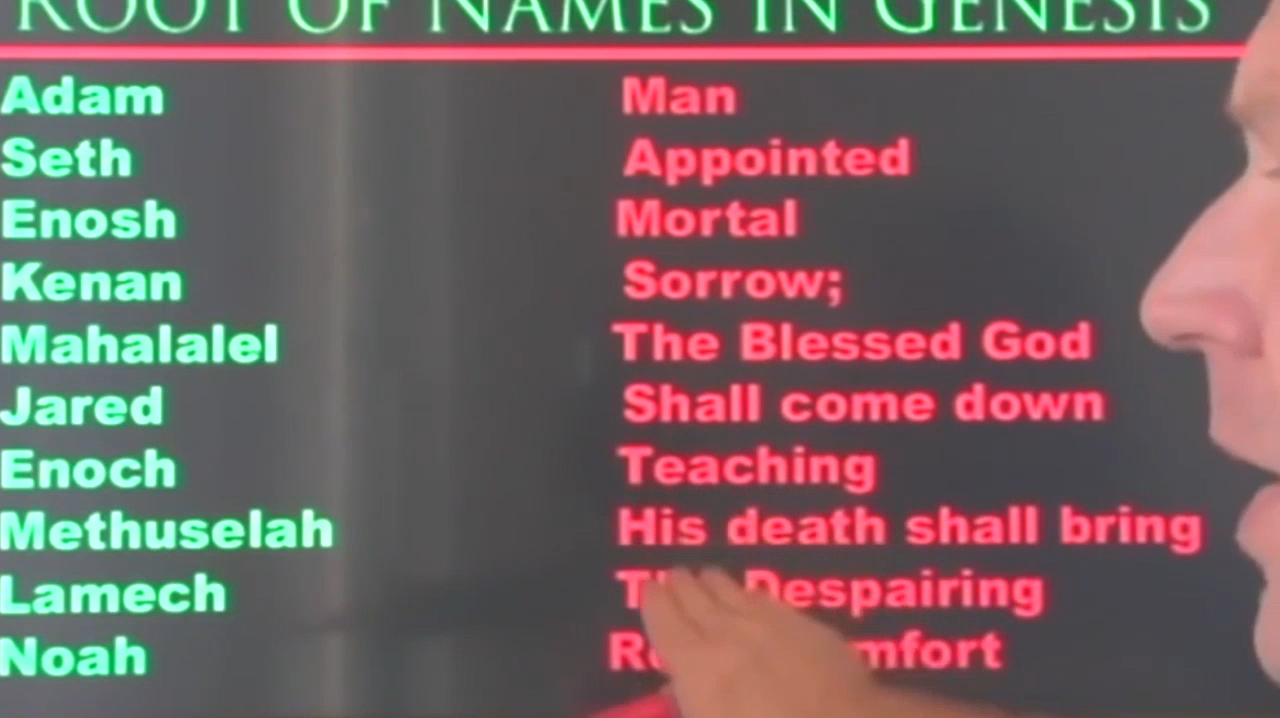 ROOT OF NAMES IN GENESIS
Adam Man
Seth Appointed
Enosh Mortal
Kenan Sorrow;
Mahalalel The Blessed God
Jared Shall come down
Enoch Teaching
Methuselah His death shall bring
Lamech Despairing
Noah